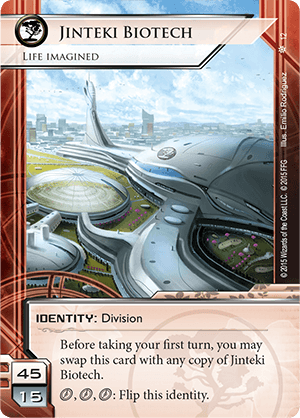 Jinteki Biotech
Life imagined
12
Illus. Emilio Rodriguez
© 2015 Wizards of the Coast LLC. © 2015 FFG
IDENTITY: Division
Before taking your first turn, you may
swap this card with any copy of Jinteki
Biotech.
, , : Flip this identity.
45
15